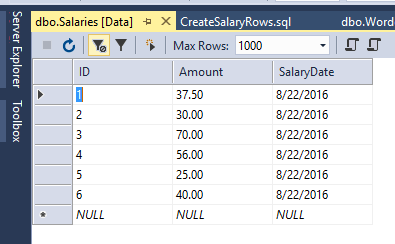 dbo.Salaries [Data] CreateSalaryRows.sql dbo.Word
Server Explorer
Toolbox
Max Rows: 1000
ID Amount SalaryDate
1 37.50 8/22/2016
2 30.00 8/22/2016
3 70.00 8/22/2016
4 56.00 8/22/2016
5 25.00 8/22/2016
6 40.00 8/22/2016
NULL NULL NULL